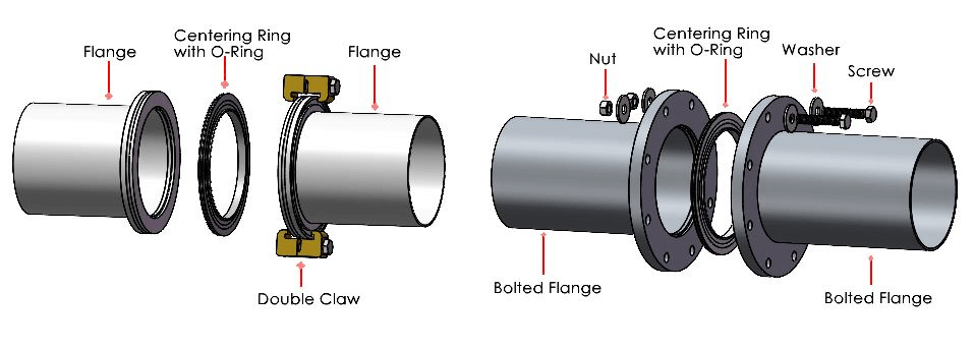 Flange
Centering Ring
with O-Ring
Flange
Double Claw
Nut
Centering Ring
with O-Ring
Washer
Screw
Bolted Flange
Bolted Flange